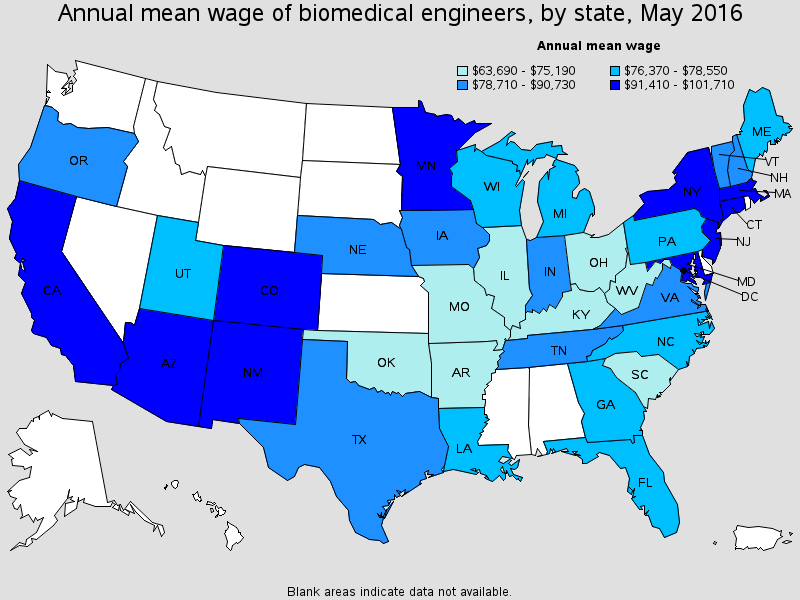 Annual mean wage of biomedical engineers, by state, May 2016
Annual mean wage
$63,690 - $75,190
$76,370 - $78,550
$78,710 - $90,730
$91,410 - $101,710
ME
OR
MN
VT
NH
WI
NY
MA
MI
CT
IA
PA
NJ
NE
UT
IL
IN
OH
MD
CA
CO
WV
VA
DC
MO
KY
NC
TN
AZ
NM
OK
AR
SC
GA
TX
LA
FL
Blank areas indicate data not available.